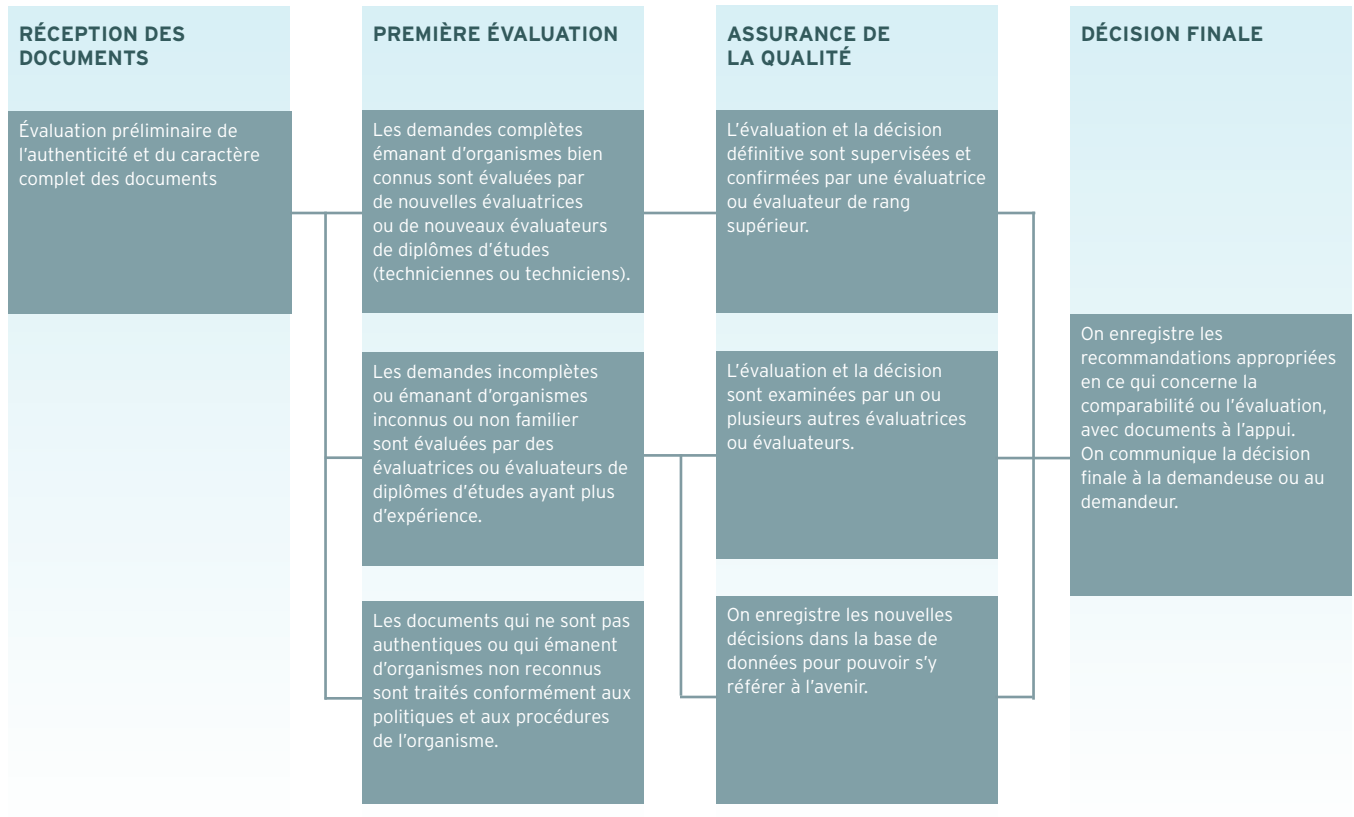 RÉCEPTION DES
DOCUMENTS
Évaluation préliminaire de
l'authenticité et du caractère
complet des documents
PREMIÈRE ÉVALUATION
Les demandes complètes
émanant d'organismes bien
connus sont évaluées par
de nouvelles évaluatrices
ou de nouveaux évaluateurs
de diplômes d'études
(techniciennes ou techniciens).
Les demandes incomplètes
ou émanant d'organismes
inconnus ou non familier
sont évaluées par des
évaluatrices ou évaluateurs de
diplômes d'études ayant plus
d'expérience.
Les documents qui ne sont pas
authentiques ou qui émanent
d'organismes non reconnus
sont traités conformément aux
politiques et aux procédures
de l'organisme.
ASSURANCE DE
LA QUALITÉ
L'évaluation et la décision
définitive sont supervisées et
confirmées par une évaluatrice
ou évaluateur de rang
supérieur.
L'évaluation et la décision
sont examinées par un ou
plusieurs autres évaluatrices
ou évaluateurs.
On enregistre les nouvelles
décisions dans la base de
données pour pouvoir s'y
référer à l'avenir.
DÉCISION FINALE
On enregistre les
recommandations appropriées
en ce qui concerne la
comparabilité ou l'évaluation,
avec documents à l'appui.
On communique la décision
finale à la demandeuse ou au
demandeur.